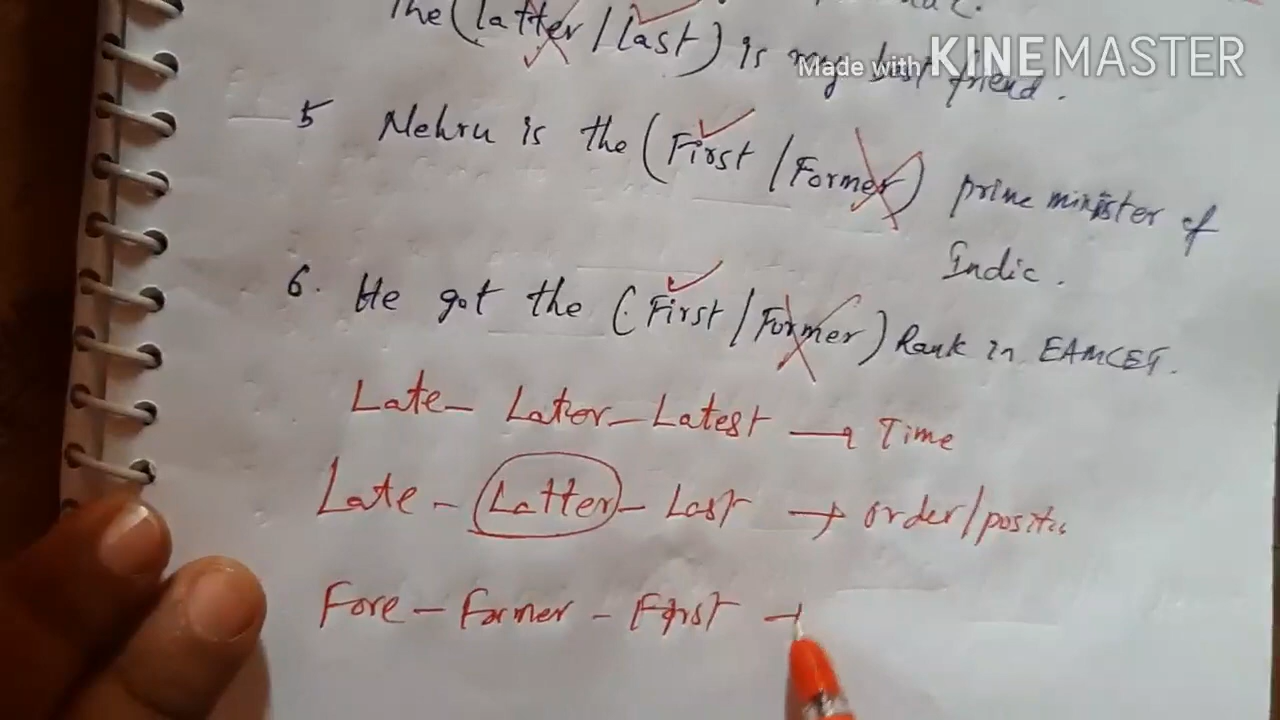 The (latter / last) is my best friend.
Made with KINEMASTER
5 Nehru is the (First / Former) prime minister of
Indic.
6. He got the (First / Former) Rank in EAMCET.
Late - Later - Latest → Time
Late - Latter - Last → order/positi
Fore - Former - First →